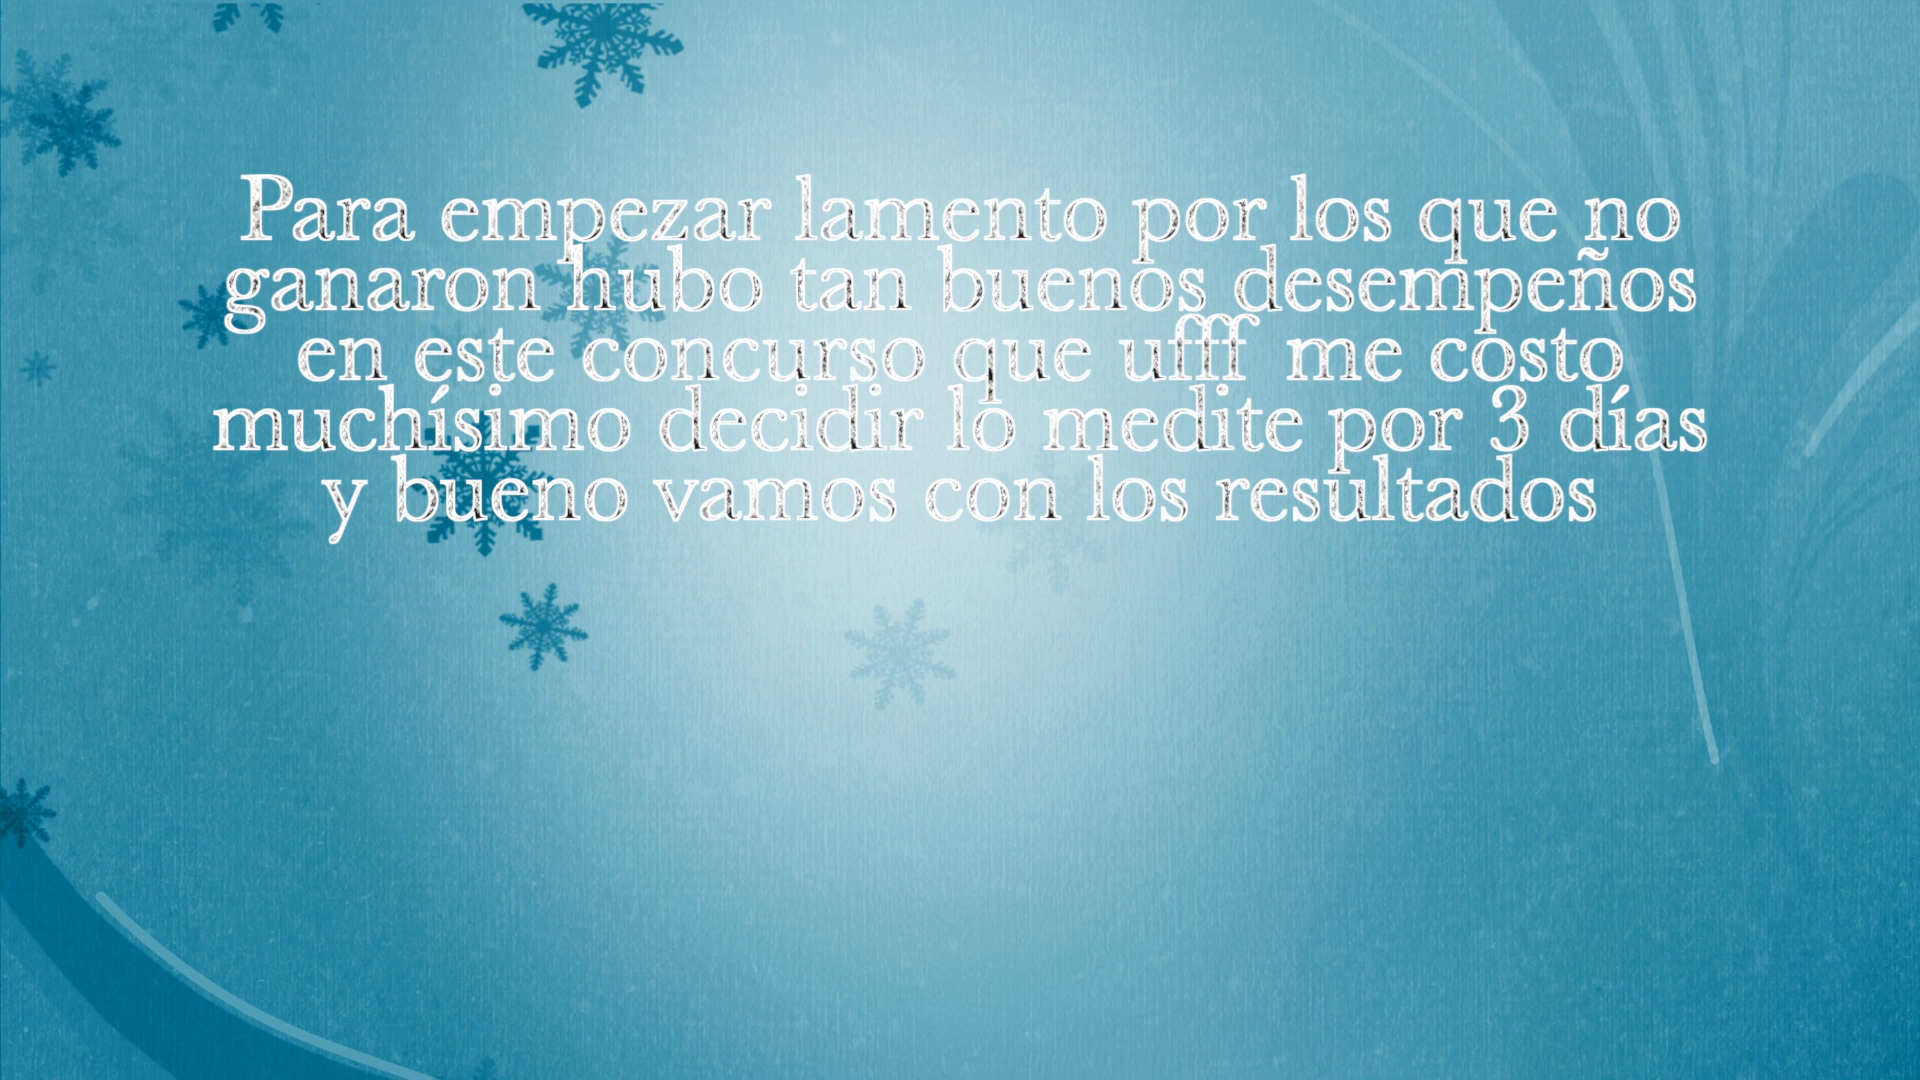 Para empezar lamento por los que no
ganaron hubo tan buenos desempeños
en este concurso que ufff me costo
muchísimo decidir lo medite por 3 días
y bueno vamos con los resultados